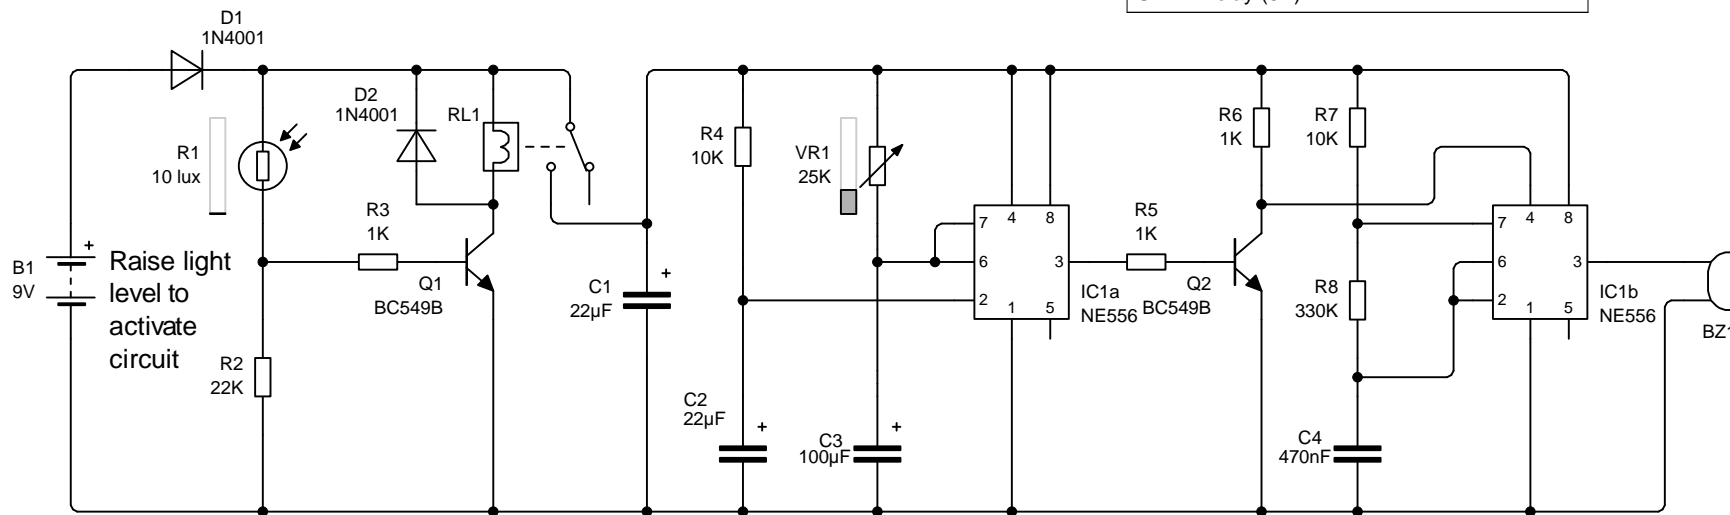 D1
1N4001
D2
1N4001
RL1
R1
10 lux
R3
1K
+
B1
9V
Raise light
level to
activate
circuit
Q1
BC549B
R2
22K
C1
22µF
+
R4
10K
VR1
25K
C2
22µF
+
C3
100µF
+
7
6
2
4
8
3
1
5
IC1a
NE556
R5
1K
Q2
BC549B
R6
1K
R7
10K
R8
330K
C4
470nF
7
6
2
4
8
3
1
5
IC1b
NE556